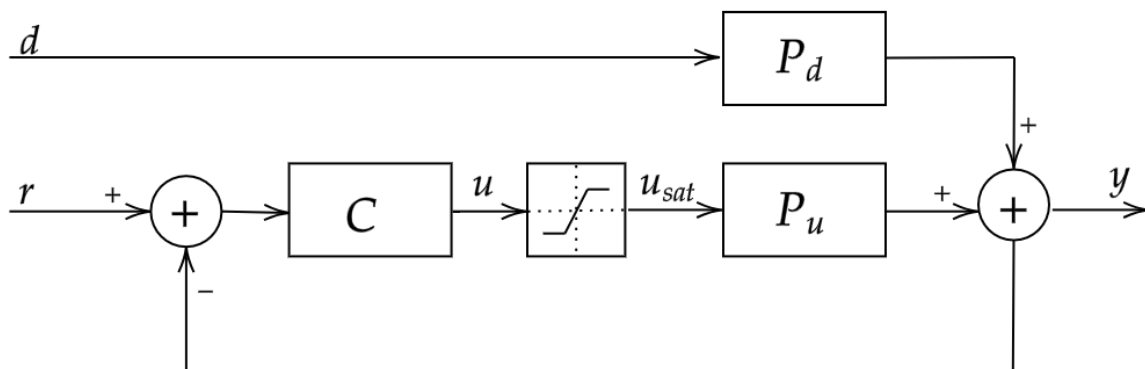 d
P_d
+
r
+
+
C
u
u_sat
P_u
+
+
y
−